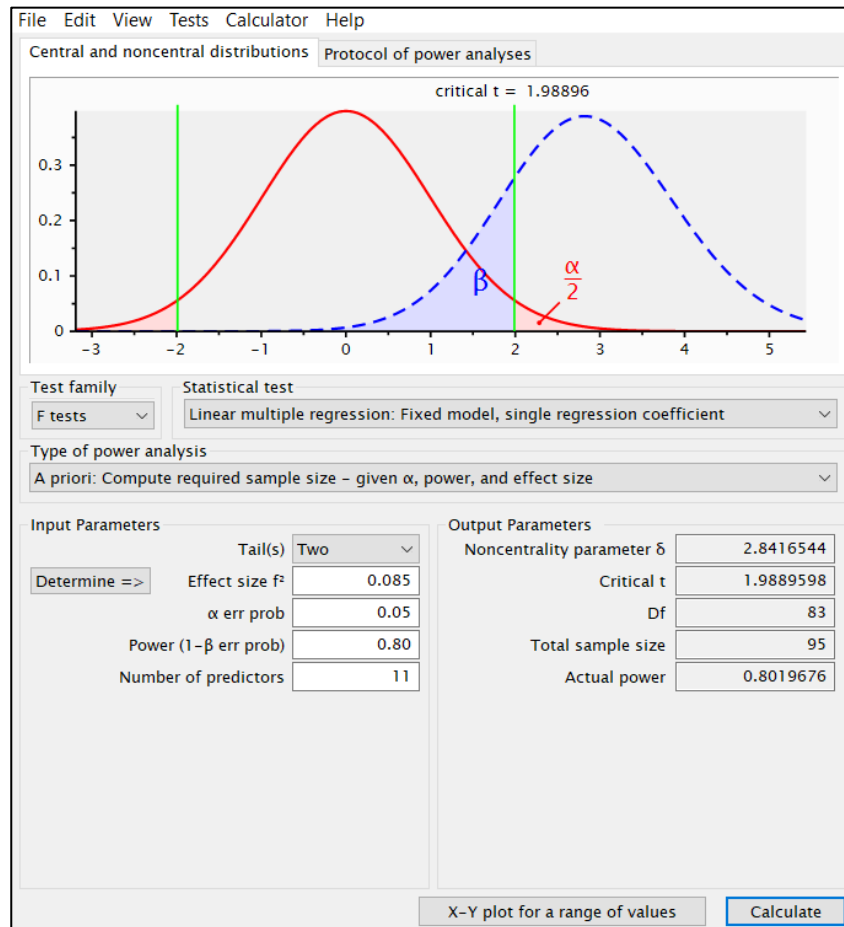 File Edit View Tests Calculator Help
Central and noncentral distributions Protocol of power analyses
critical t = 1.98896
0.3
0.2
0.1
0
β
α
2
-3 -2 -1 0 1 2 3 4 5
Test family
F tests
Statistical test
Linear multiple regression: Fixed model, single regression coefficient
Type of power analysis
A priori: Compute required sample size – given α, power, and effect size
Input Parameters
Tail(s) Two
Determine => Effect size f² 0.085
α err prob 0.05
Power (1-β err prob) 0.80
Number of predictors 11
Output Parameters
Noncentrality parameter δ 2.8416544
Critical t 1.9889598
Df 83
Total sample size 95
Actual power 0.8019676
X-Y plot for a range of values Calculate